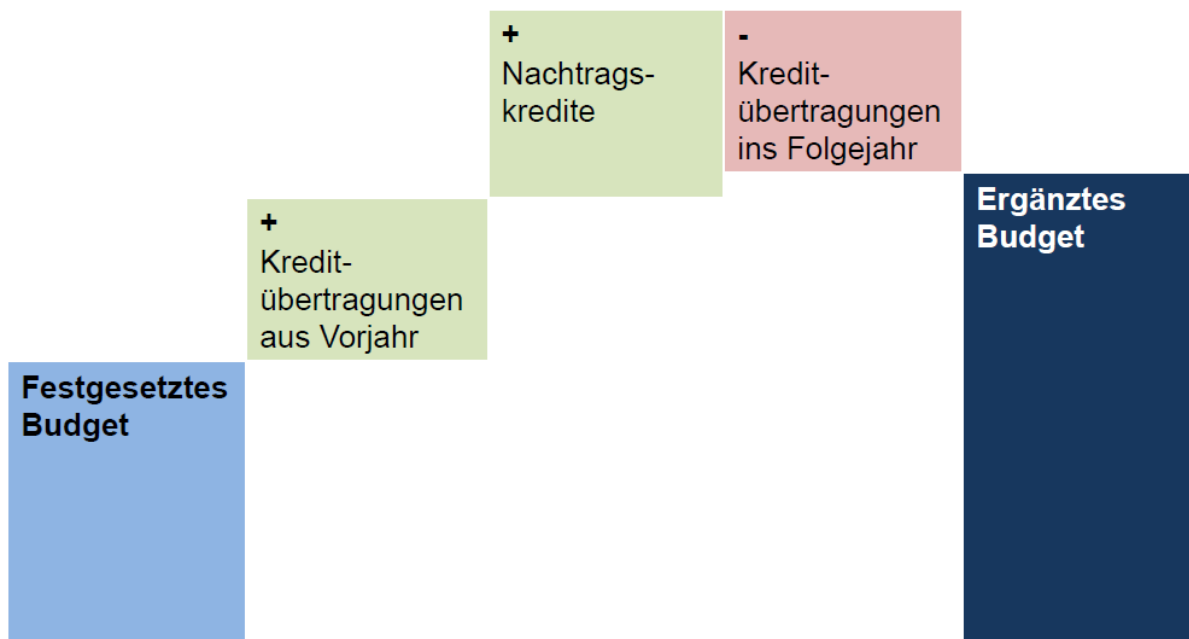 Festgesetztes
Budget
+
Kredit-
übertragungen
aus Vorjahr
+
Nachtrags-
kredite
-
Kredit-
übertragungen
ins Folgejahr
Ergänztes
Budget